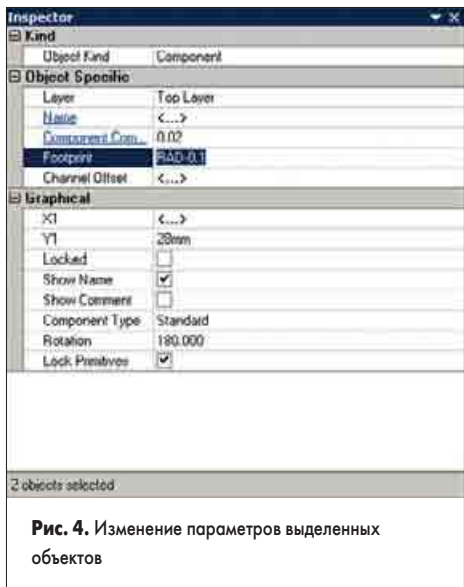 Inspector
Kind
Object Kind Component
Object Specific
Layer Top Layer
Name <...>
Component Com... 0.02
Footprint RAD-0.1
Channel Offset <...>
Graphical
X1 <...>
Y1 28mm
Locked
Show Name
Show Comment
Component Type Standard
Rotation 180.000
Lock Primitives
2 objects selected
Рис. 4. Изменение параметров выделенных
объектов